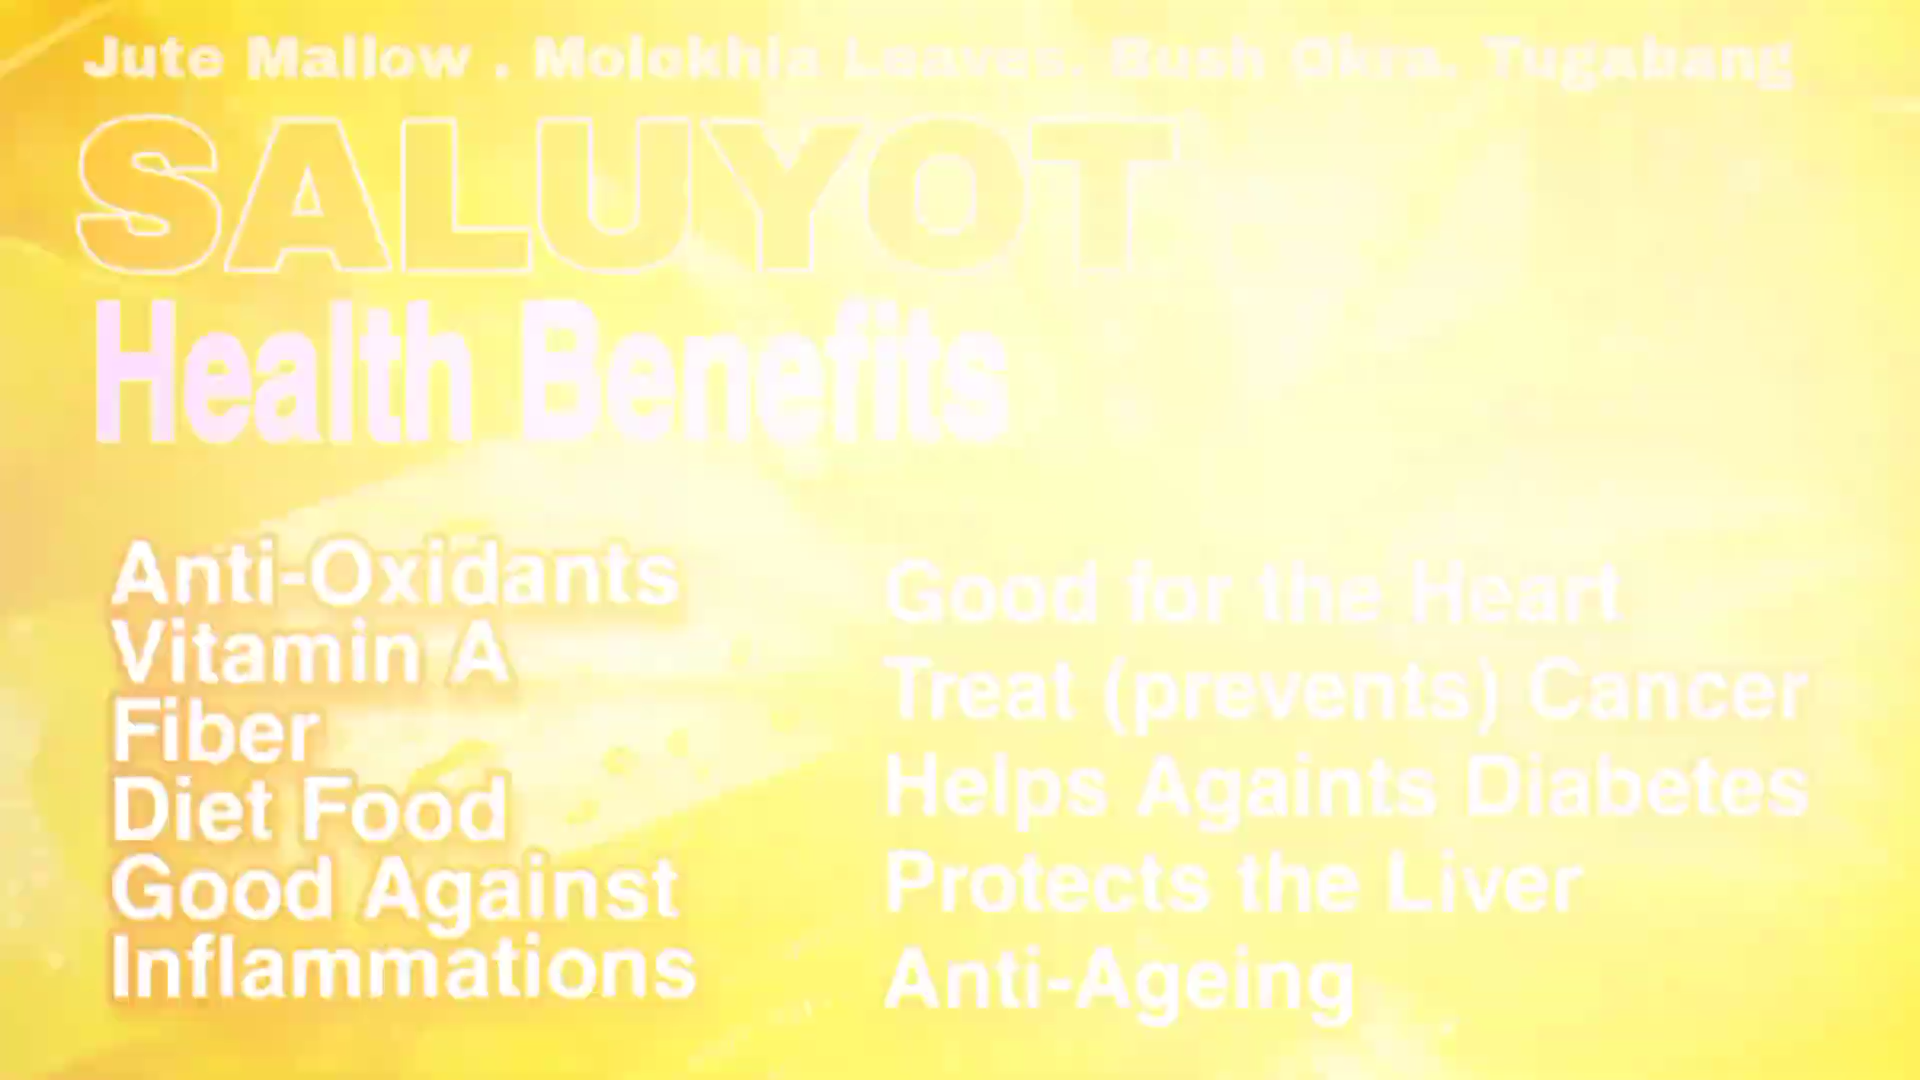 Jute Mallow . Molokhia Leaves. Bush Okra. Tugabang
SALUYOT
Health Benefits
Anti-Oxidants
Vitamin A
Fiber
Diet Food
Good Against
Inflammations
Good for the Heart
Treat (prevents) Cancer
Helps Againts Diabetes
Protects the Liver
Anti-Ageing